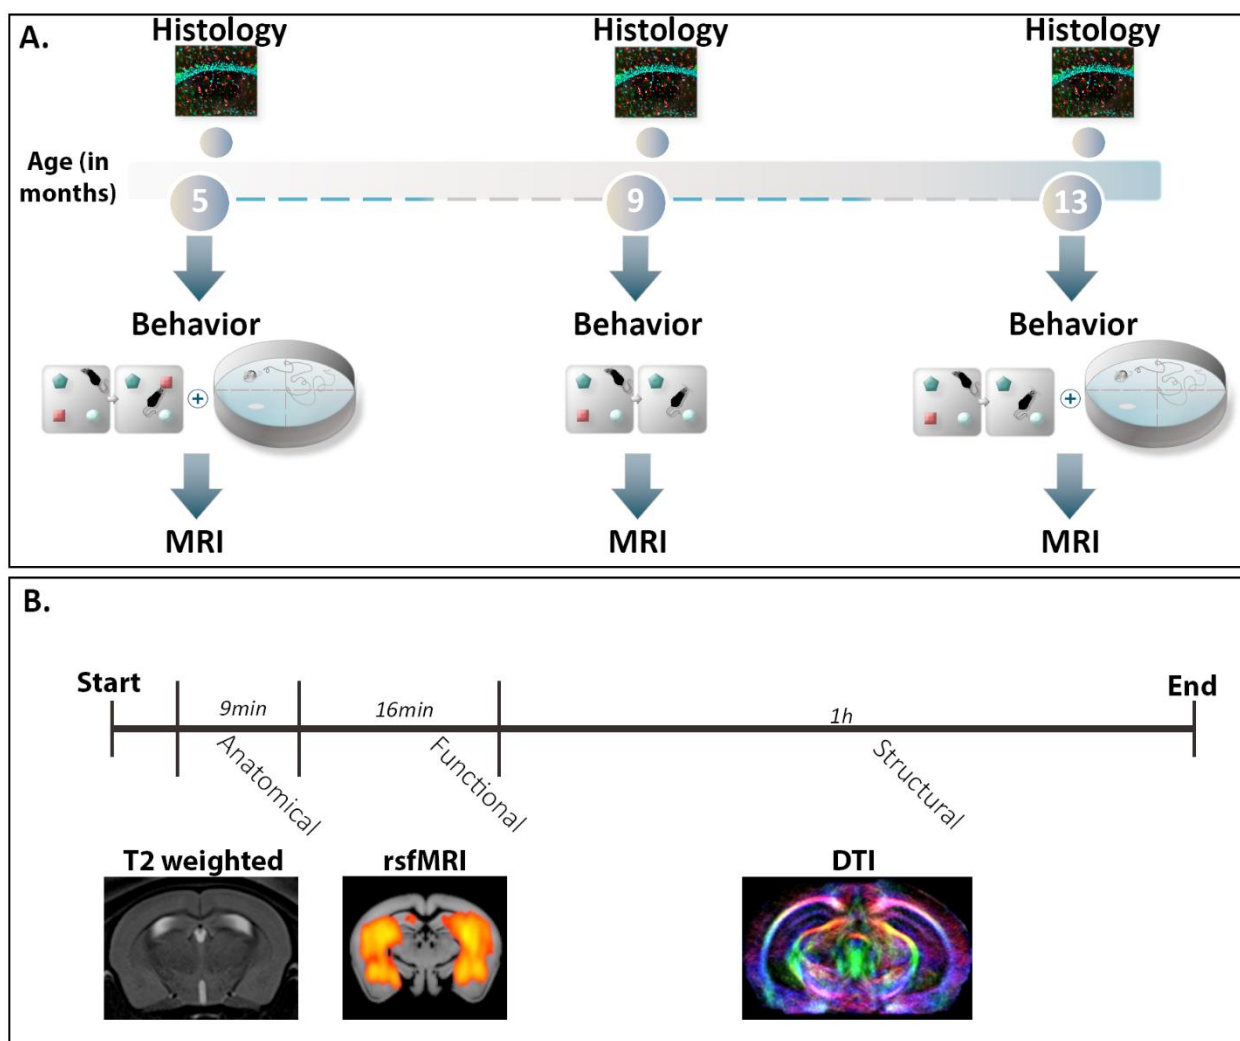 A.
Histology
Histology
Histology
Age (in
months)
5
9
13
Behavior
Behavior
Behavior
+
+
MRI
MRI
MRI
B.
Start
End
9min
16min
1h
Anatomical
Functional
Structural
T2 weighted
rsfMRI
DTI